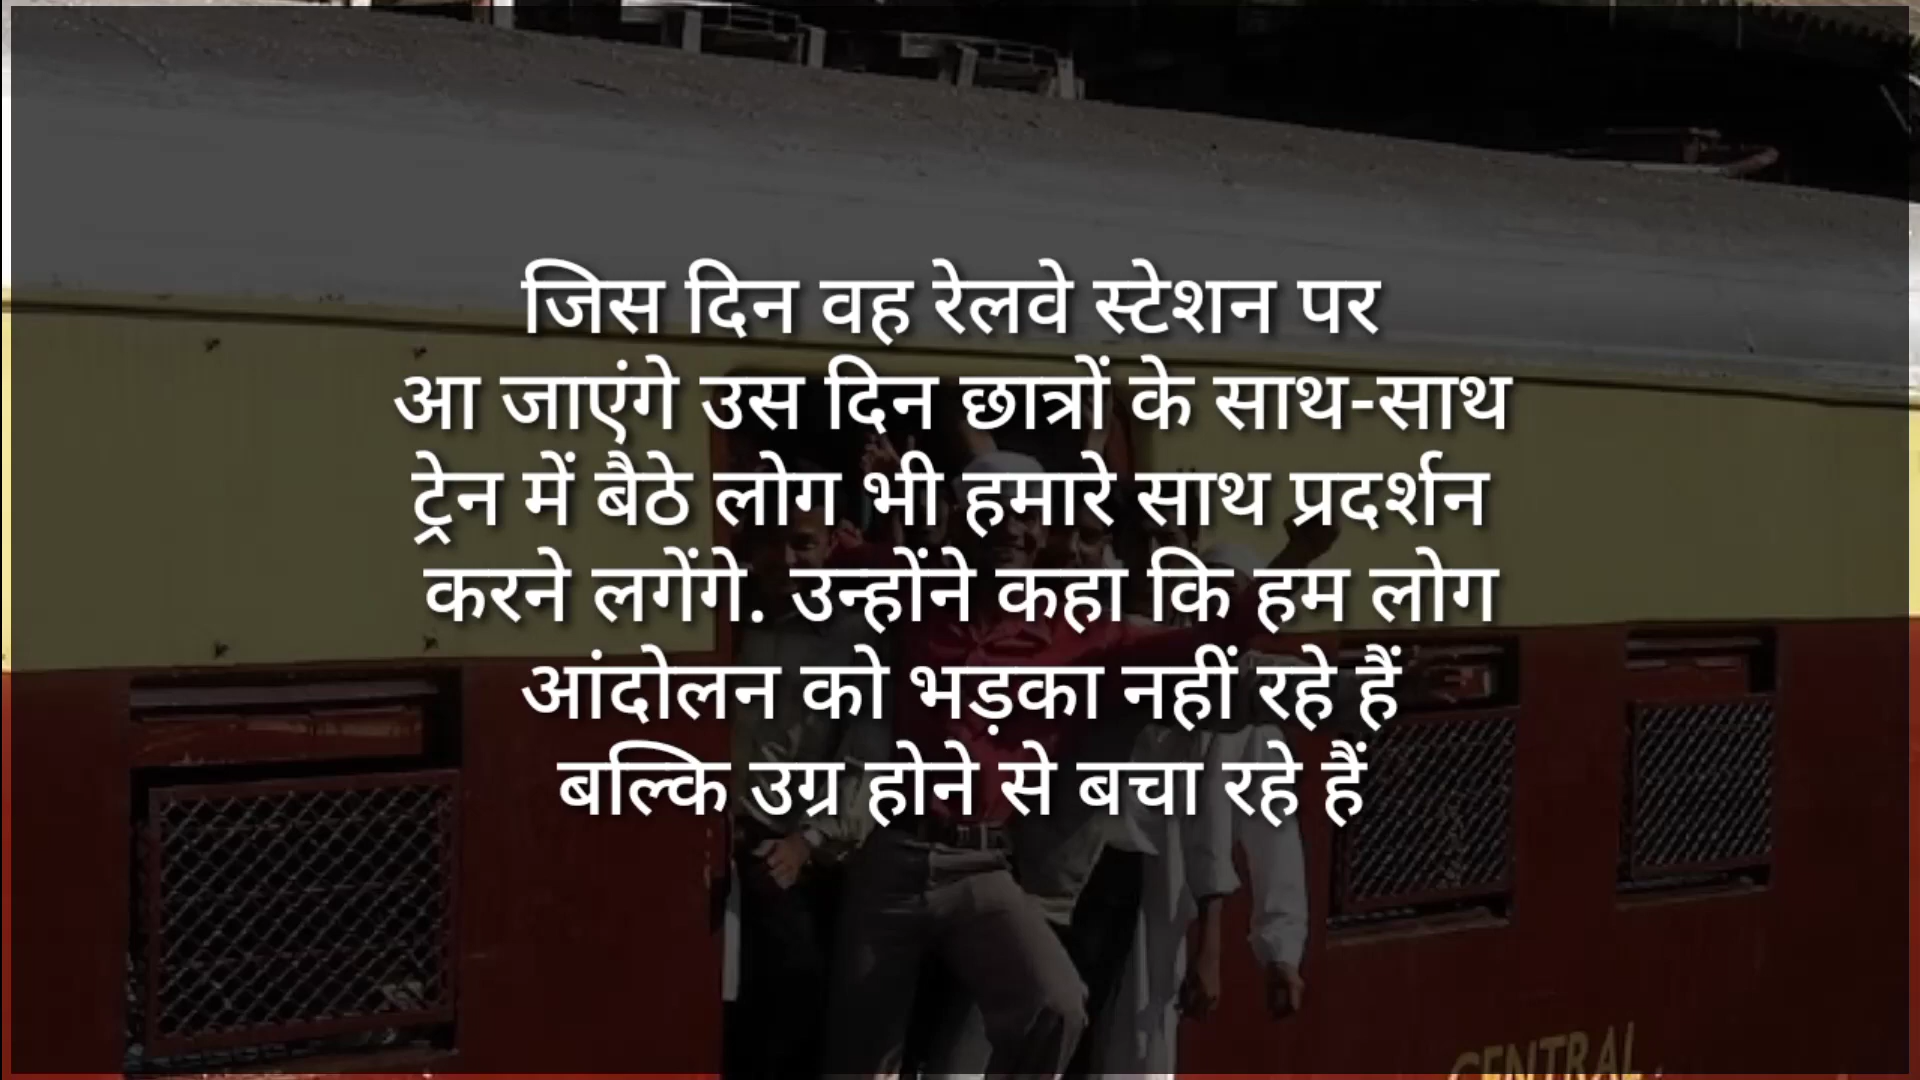 जिस दिन वह रेलवे स्टेशन पर
आ जाएंगे उस दिन छात्रों के साथ-साथ
ट्रेन में बैठे लोग भी हमारे साथ प्रदर्शन
करने लगेंगे. उन्होंने कहा कि हम लोग
आंदोलन को भड़का नहीं रहे हैं
बल्कि उग्र होने से बचा रहे हैं
CENTRAL